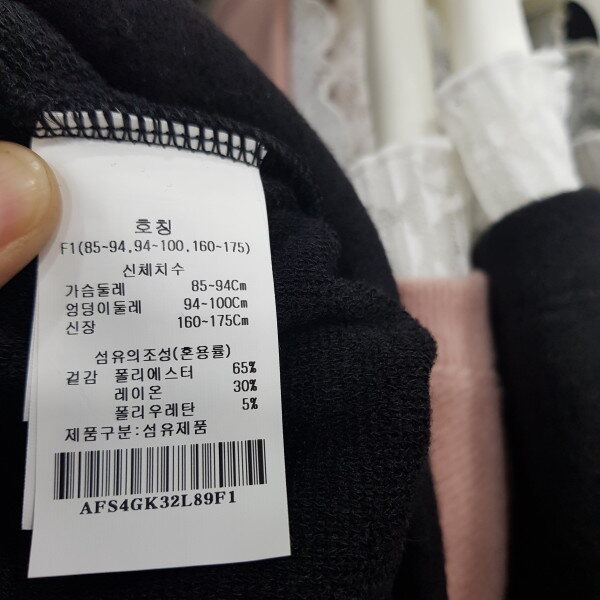 호칭
F1(85~94,94~100,160~175)
신체치수
가슴둘레 85~94Cm
엉덩이둘레 94~100Cm
신장 160~175Cm
섬유의조성(혼용률)
겉감 폴리에스터 65%
레이온 30%
폴리우레탄 5%
제품구분:섬유제품
AFS4GK32L89F1